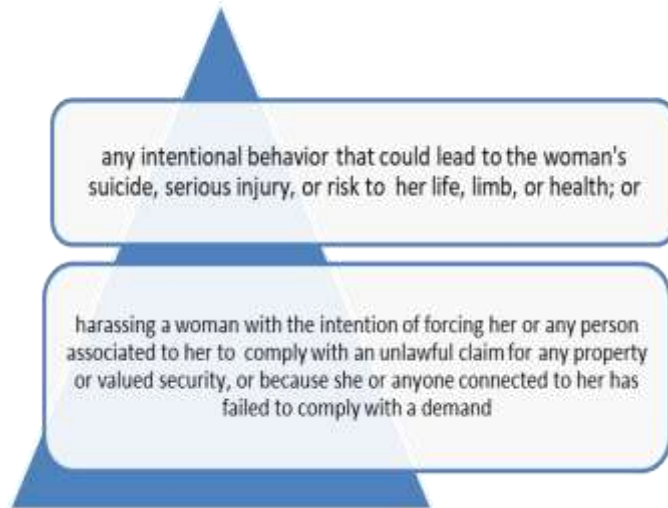 any intentional behavior that could lead to the woman's
suicide, serious injury, or risk to her life, limb, or health; or
harassing a woman with the intention of forcing her or any person
associated to her to comply with an unlawful claim for any property
or valued security, or because she or anyone connected to her has
failed to comply with a demand